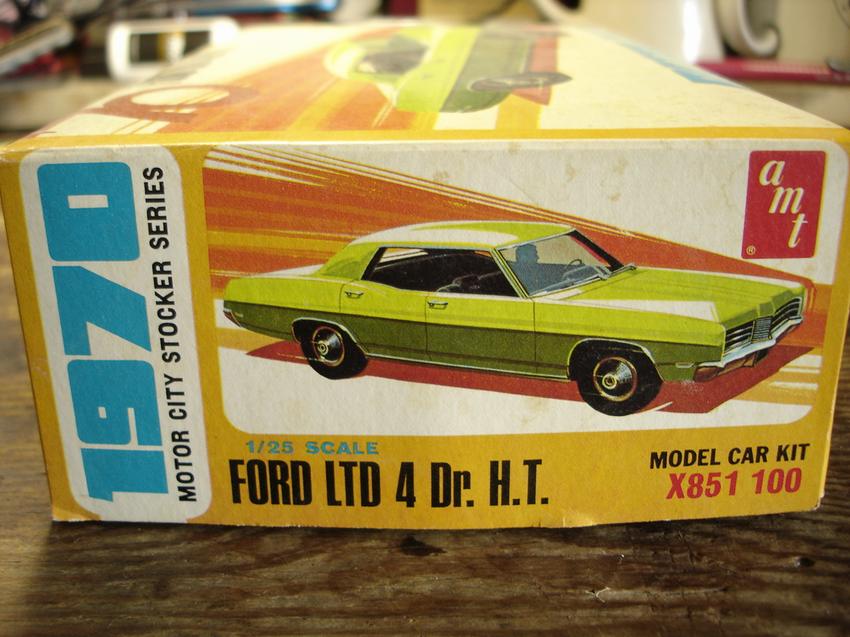 1970
MOTOR CITY STOCKER SERIES
amt
®
1/25 SCALE
FORD LTD 4 Dr. H.T.
MODEL CAR KIT
X851 100